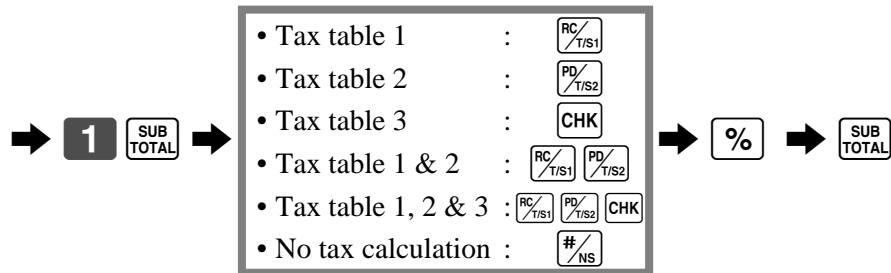 • Tax table 1 : RC/T/S1
• Tax table 2 : PD/T/S2
1 SUB TOTAL • Tax table 3 : CHK % SUB TOTAL
• Tax table 1 & 2 : RC/T/S1 PD/T/S2
• Tax table 1, 2 & 3 : RC/T/S1 PD/T/S2 CHK
• No tax calculation : #/NS